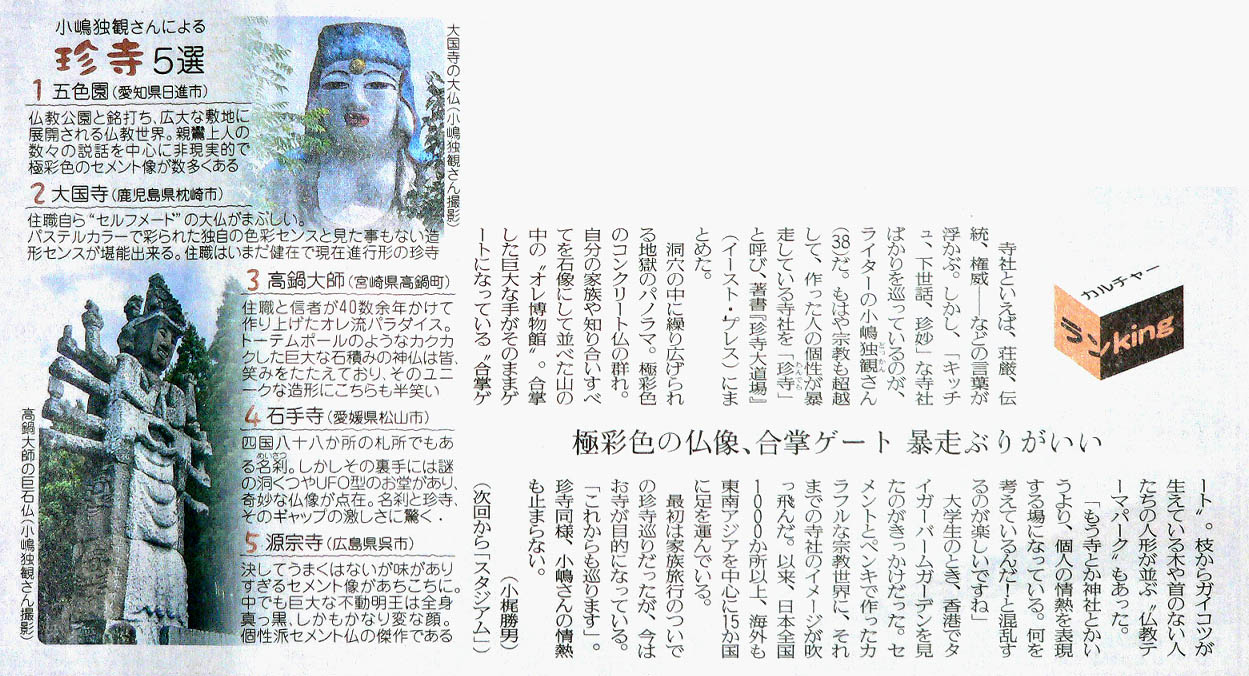 カルチャー
ランking
寺社といえば、荘厳、伝
統、権威――などの言葉が
浮かぶ。しかし、「キッチ
ュ、下世話、珍妙」な寺社
ばかりを巡っているのが、
ライターの小嶋独観さん
(38)だ。もはや宗教も超越
して、作った人の個性が暴
走している寺社を「珍寺」
と呼び、著書『珍寺大道場』
(イースト・プレス)にま
とめた。
洞穴の中に繰り広げられ
る地獄のパノラマ。極彩色
のコンクリート仏の群れ。
自分の家族や知り合いすべ
てを石像にして並べた山の
中の〝オレ博物館〟。合掌
した巨大な手がそのままゲ
ートになっている〝合掌ゲ
極彩色の仏像、合掌ゲート 暴走ぶりがいい
ート〟。枝からガイコツが
生えている木や首のない人
たちの人形が並ぶ〝仏教テ
ーマパーク〟もあった。
「もう寺とか神社とかい
うより、個人の情熱を表現
する場になっている。何を
考えているんだ!と混乱す
るのが楽しいですね」
大学生のとき、香港でタ
イガーバームガーデンを見
たのがきっかけだった。セ
メントとペンキで作ったカ
ラフルな宗教世界に、それ
までの寺社のイメージが吹
っ飛んだ。以来、日本全国
1000か所以上、海外も
東南アジアを中心に15か国
に足を運んでいる。
最初は家族旅行のついで
の珍寺巡りだったが、今は
お寺が目的になっている。
「これからも巡ります」。
珍寺同様、小嶋さんの情熱
も止まらない。
(小梶勝男)
(次回から「スタジアム」)
小嶋独観さんによる
珍寺5選
1 五色園(愛知県日進市)
仏教公園と銘打ち、広大な敷地に
展開される仏教世界。親鸞上人の
数々の説話を中心に非現実的で
極彩色のセメント像が数多くある
2 大国寺(鹿児島県枕崎市)
住職自ら“セルフメード”の大仏がまぶしい。
パステルカラーで彩られた独自の色彩センスと見た事もない造
形センスが堪能出来る。住職はいまだ健在で現在進行形の珍寺
大国寺の大仏(小嶋独観さん撮影)
3 高鍋大師(宮崎県高鍋町)
住職と信者が40数余年かけて
作り上げたオレ流パラダイス。
トーテムポールのようなカクカ
クした巨大な石積みの神仏は皆、
笑みをたたえており、そのユニ
ークな造形にこちらも半笑い
4 石手寺(愛媛県松山市)
四国八十八か所の札所でもあ
る名刹。しかしその裏手には謎
の洞くつやUFO型のお堂があり、
奇妙な仏像が点在。名刹と珍寺、
そのギャップの激しさに驚く・
5 源宗寺(広島県呉市)
決してうまくはないが味があり
すぎるセメント像があちこちに。
中でも巨大な不動明王は全身
真っ黒、しかもかなり変な顔。
個性派セメント仏の傑作である
高鍋大師の巨石仏(小嶋独観さん撮影)